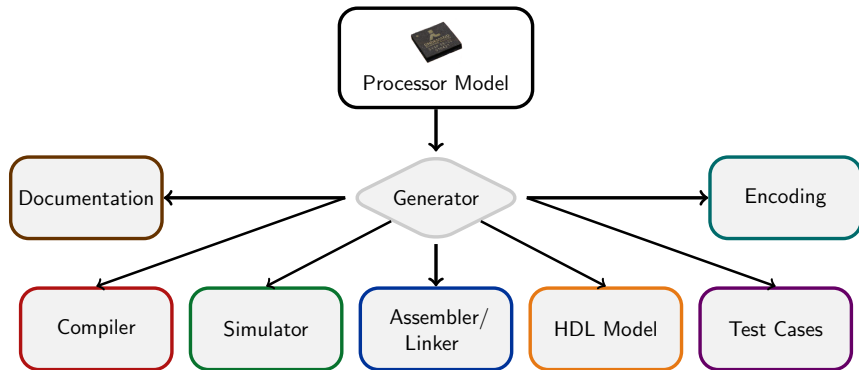 Processor Model
Documentation
Generator
Encoding
Compiler
Simulator
Assembler/
Linker
HDL Model
Test Cases